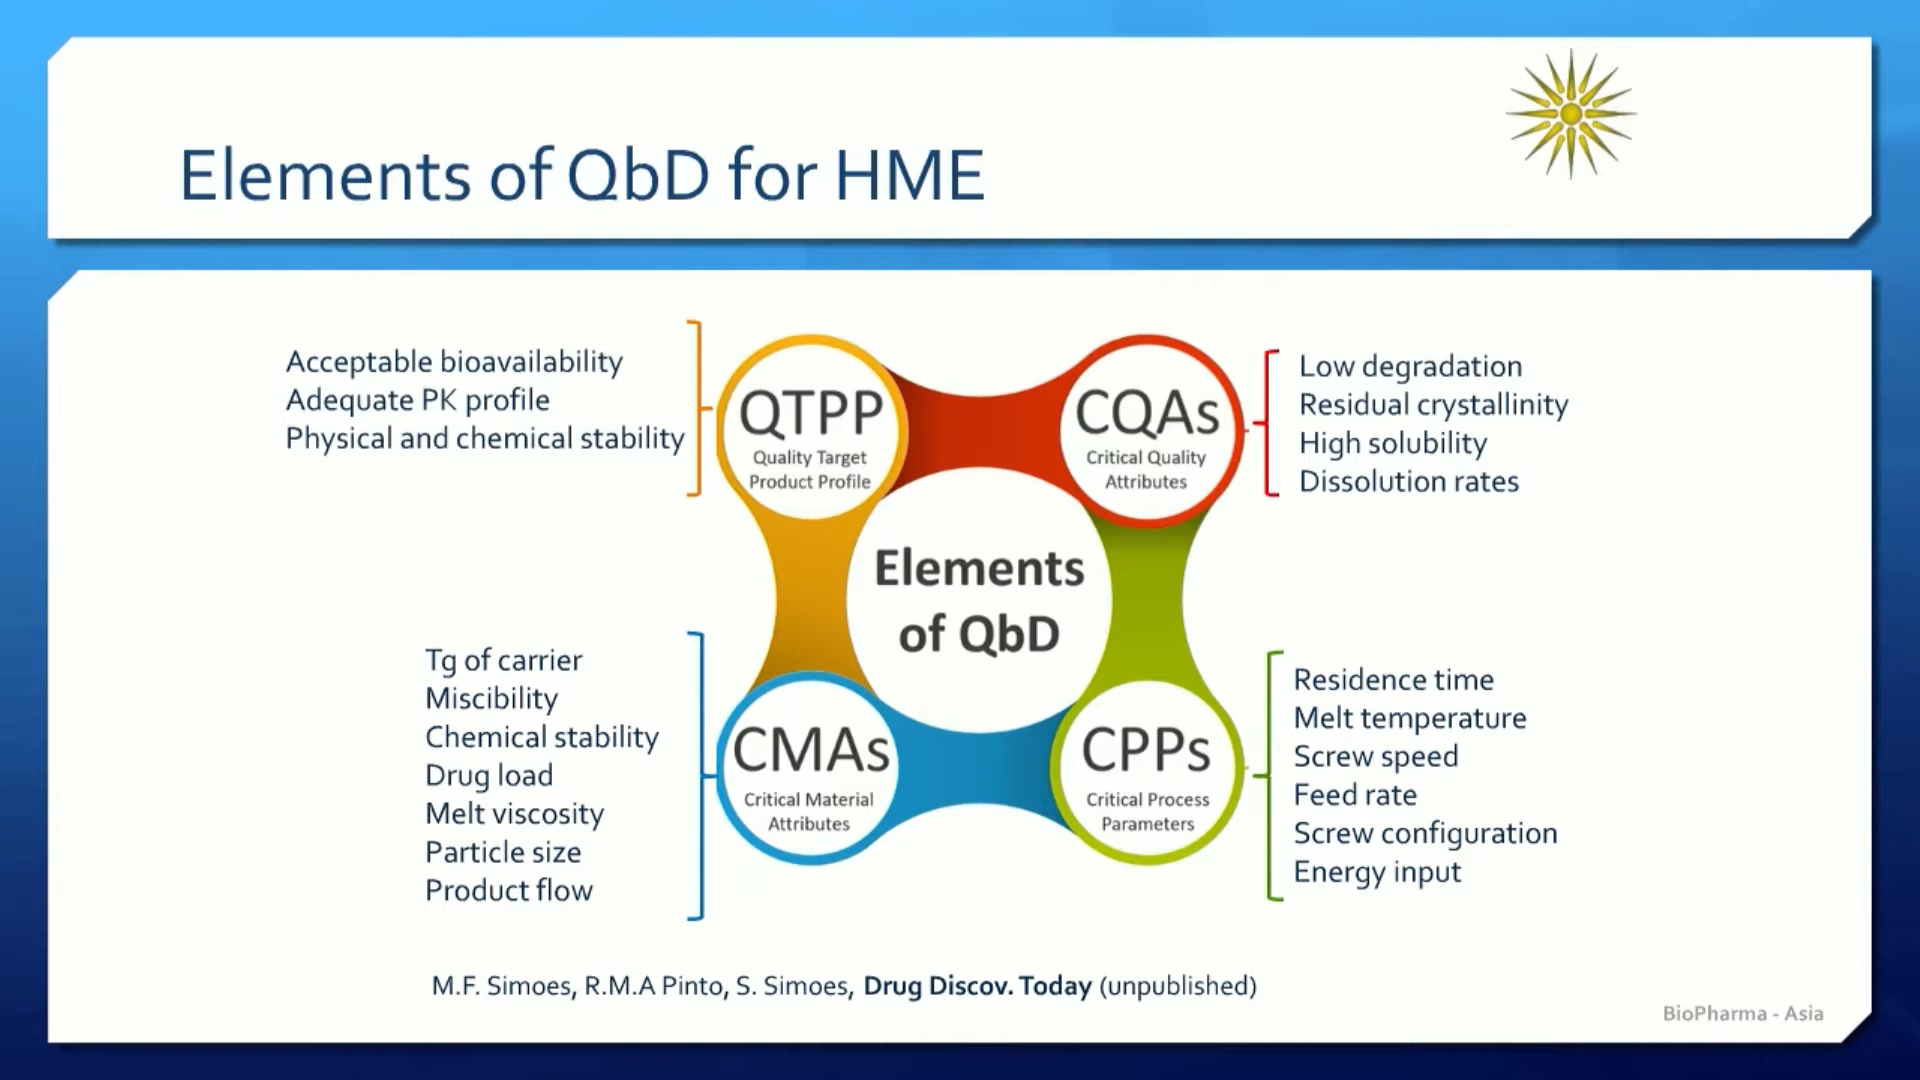 Elements of QbD for HME
Acceptable bioavailability
Adequate PK profile
Physical and chemical stability
QTPP
Quality Target
Product Profile
CQAs
Critical Quality
Attributes
Low degradation
Residual crystallinity
High solubility
Dissolution rates
Elements
of QbD
Tg of carrier
Miscibility
Chemical stability
Drug load
Melt viscosity
Particle size
Product flow
CMAs
Critical Material
Attributes
CPPs
Critical Process
Parameters
Residence time
Melt temperature
Screw speed
Feed rate
Screw configuration
Energy input
M.F. Simoes, R.M.A Pinto, S. Simoes, Drug Discov. Today (unpublished)
BioPharma - Asia